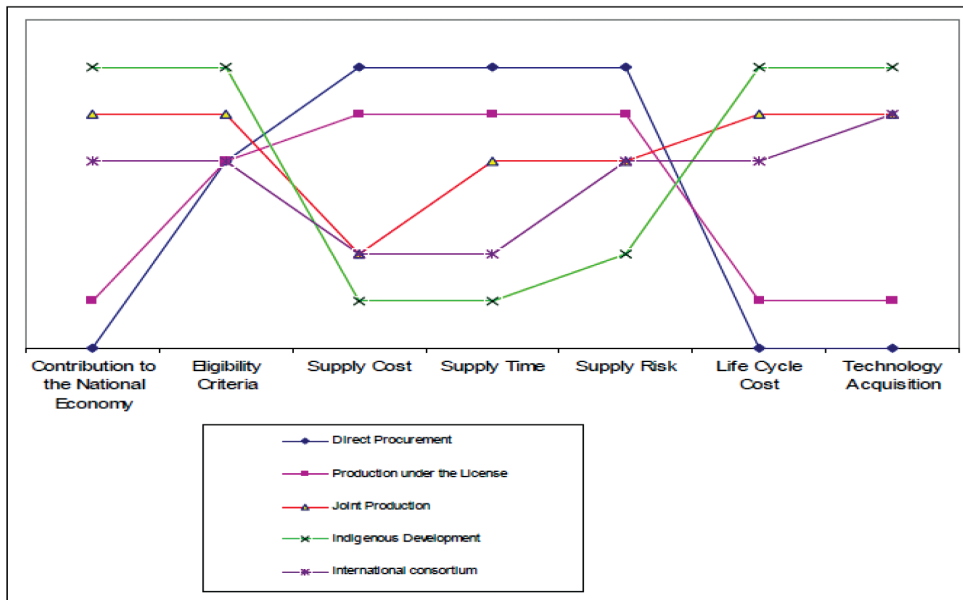 Contribution to
the National
Economy
Eligibility
Criteria
Supply Cost
Supply Time
Supply Risk
Life Cycle
Cost
Technology
Acquisition
Direct Procurement
Production under the License
Joint Production
Indigenous Development
International consortium